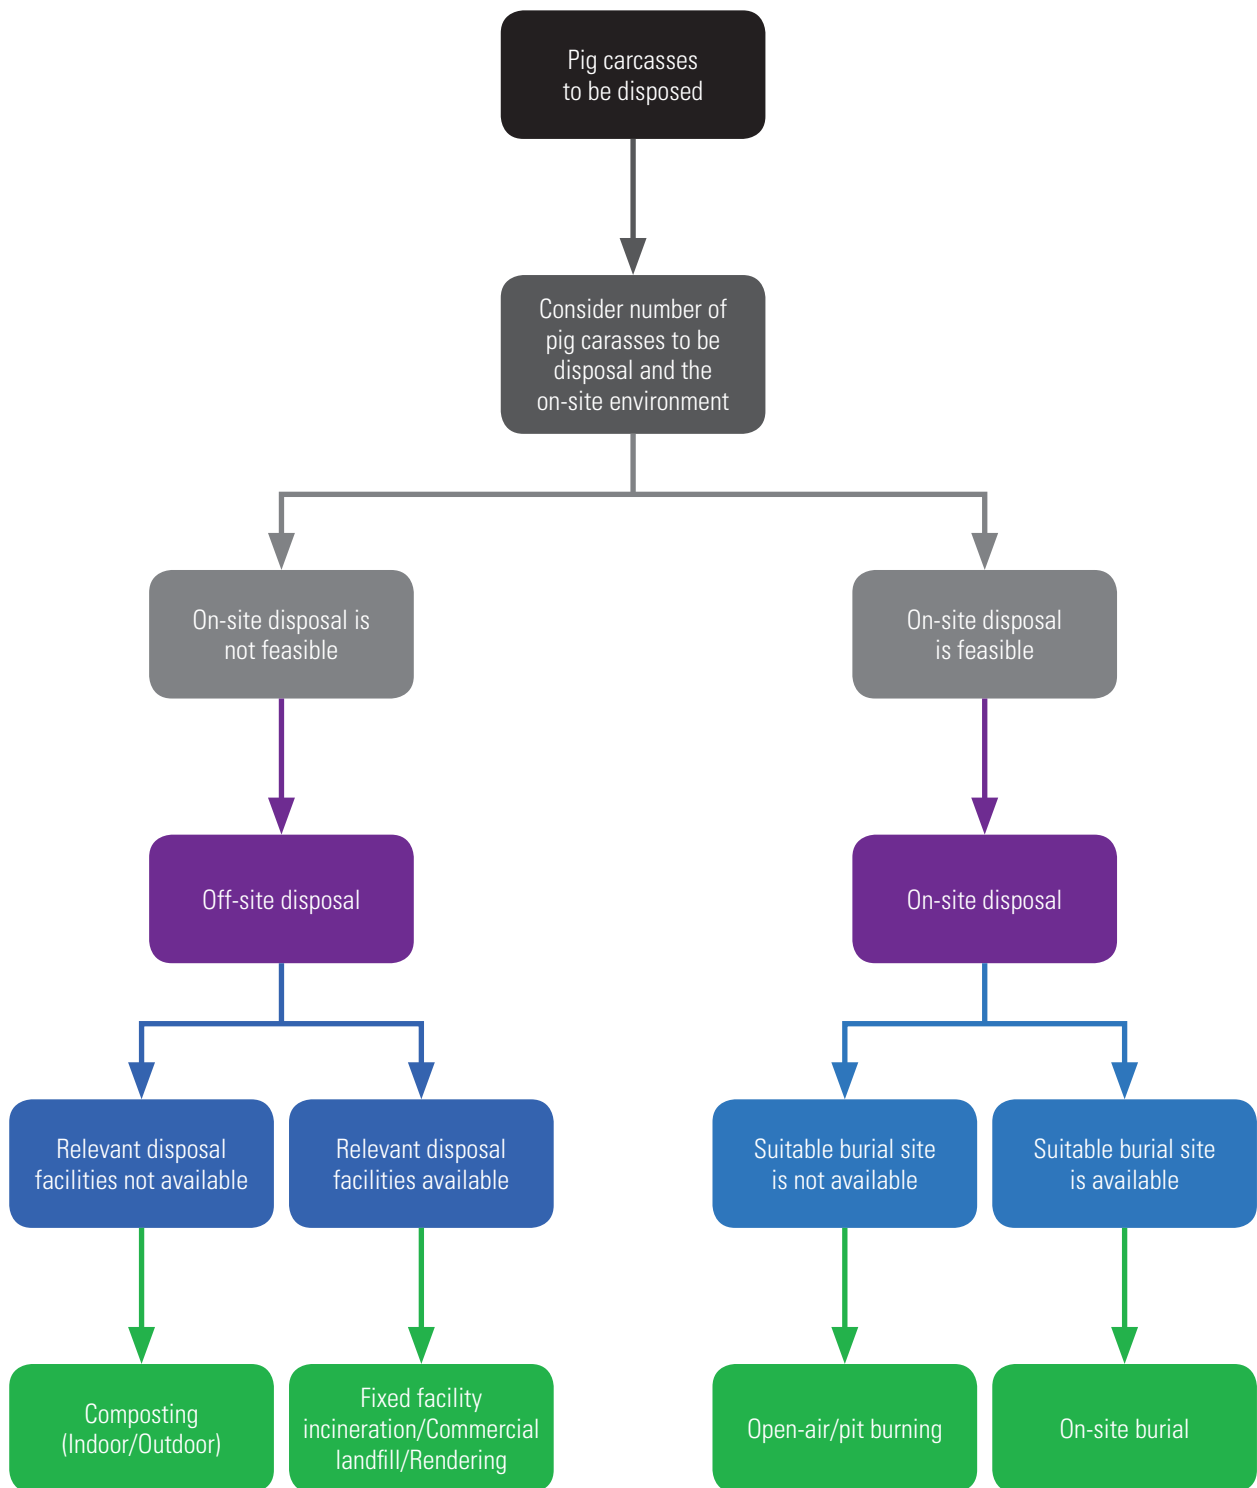 Pig carcasses
to be disposed
Consider number of
pig carasses to be
disposal and the
on-site environment
On-site disposal is
not feasible
On-site disposal
is feasible
Off-site disposal
On-site disposal
Relevant disposal
facilities not available
Relevant disposal
facilities available
Suitable burial site
is not available
Suitable burial site
is available
Composting
(Indoor/Outdoor)
Fixed facility
incineration/Commercial
landfill/Rendering
Open-air/pit burning
On-site burial